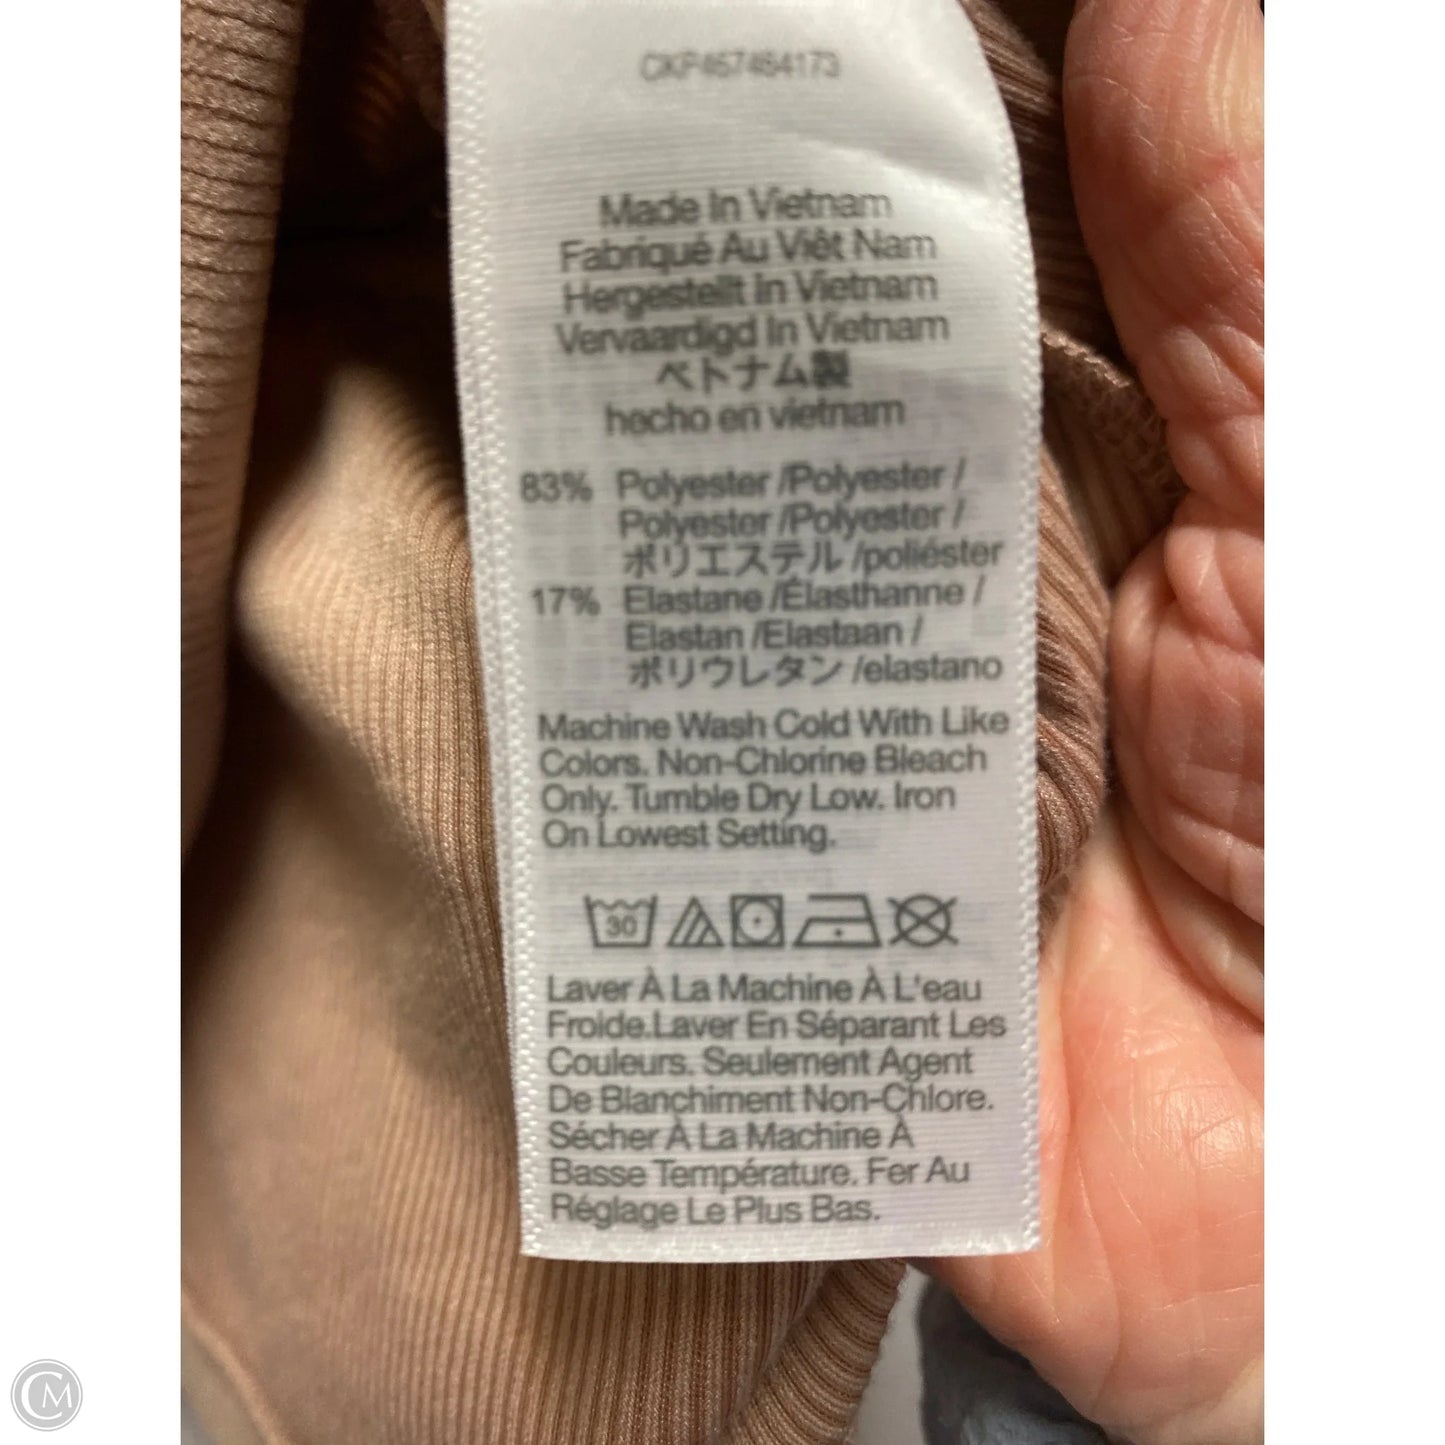 CKF457454173
Made In Vietnam
Fabriqué Au Viêt Nam
Hergestellt In Vietnam
Vervaardigd In Vietnam
ベトナム製
hecho en vietnam
83% Polyester /Polyester /
Polyester /Polyester /
ポリエステル /poliéster
17% Elastane /Élasthanne /
Elastan /Elastaan /
ポリウレタン /elastano
Machine Wash Cold With Like
Colors. Non-Chlorine Bleach
Only. Tumble Dry Low. Iron
On Lowest Setting.
30
Laver À La Machine À L'eau
Froide.Laver En Séparant Les
Couleurs. Seulement Agent
De Blanchiment Non-Chlore.
Sécher À La Machine À
Basse Température. Fer Au
Réglage Le Plus Bas.
CM